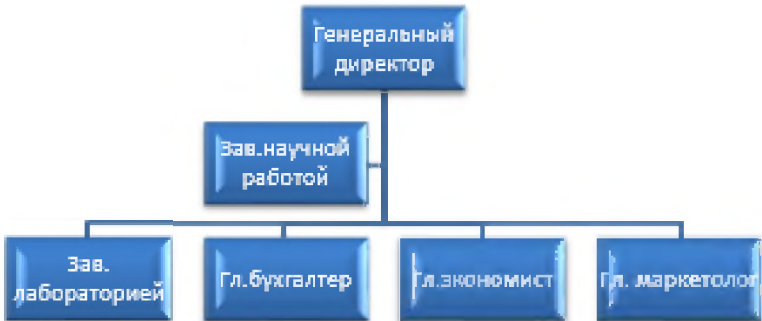 Генеральный
директор
Зав.научной
работой
Зав.
лабораторией
Гл.бухгалтер
Гл.экономист
Гл. маркетолог